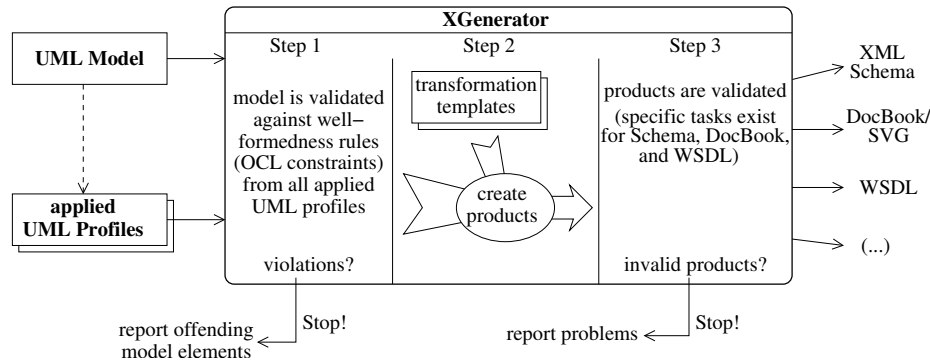 XGenerator
UML Model
applied
UML Profiles
Step 1
model is validated
against well–
formedness rules
(OCL constraints)
from all applied
UML profiles
violations?
Stop!
report offending
model elements
Step 2
transformation
templates
create
products
Step 3
products are validated
(specific tasks exist
for Schema, DocBook,
and WSDL)
invalid products?
Stop!
report problems
XML
Schema
DocBook/
SVG
WSDL
(...)